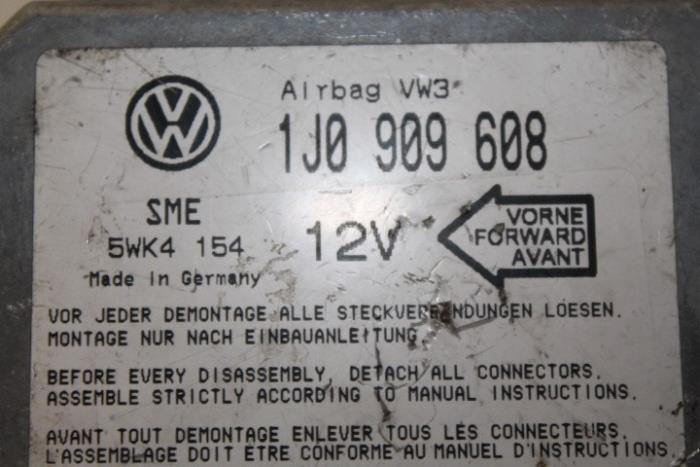 Airbag VW3
1J0 909 608
SME
5WK4 154
12V
VORNE
FORWARD
AVANT
Made in Germany
VOR JEDER DEMONTAGE ALLE STECKVERBINDUNGEN LOESEN.
MONTAGE NUR NACH EINBAUANLEITUNG.
BEFORE EVERY DISASSEMBLY, DETACH ALL CONNECTORS.
ASSEMBLE STRICTLY ACCORDING TO MANUAL INSTRUCTIONS.
AVANT TOUT DEMONTAGE ENLEVER TOUS LES CONNECTEURS.
L'ASSEMBLAGE DOIT ÊTRE CONFORME AU MANUEL D'INSTRUCTIONS.